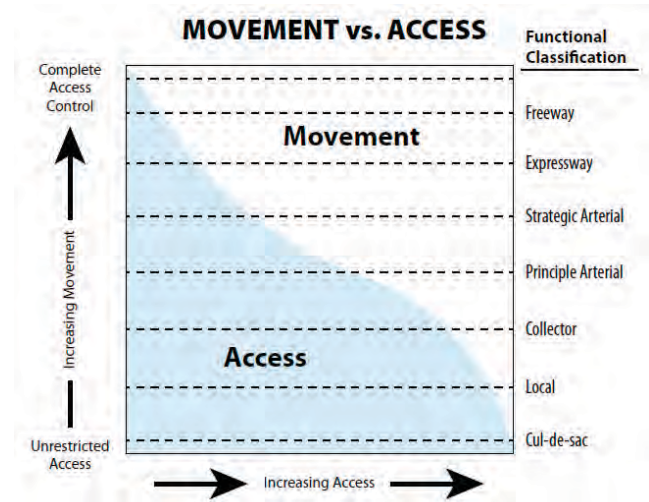 MOVEMENT vs. ACCESS
Functional
Classification
Complete
Access
Control
Freeway
Movement
Expressway
Strategic Arterial
Increasing Movement
Principle Arterial
Collector
Access
Local
Cul-de-sac
Unrestricted
Access
Increasing Access